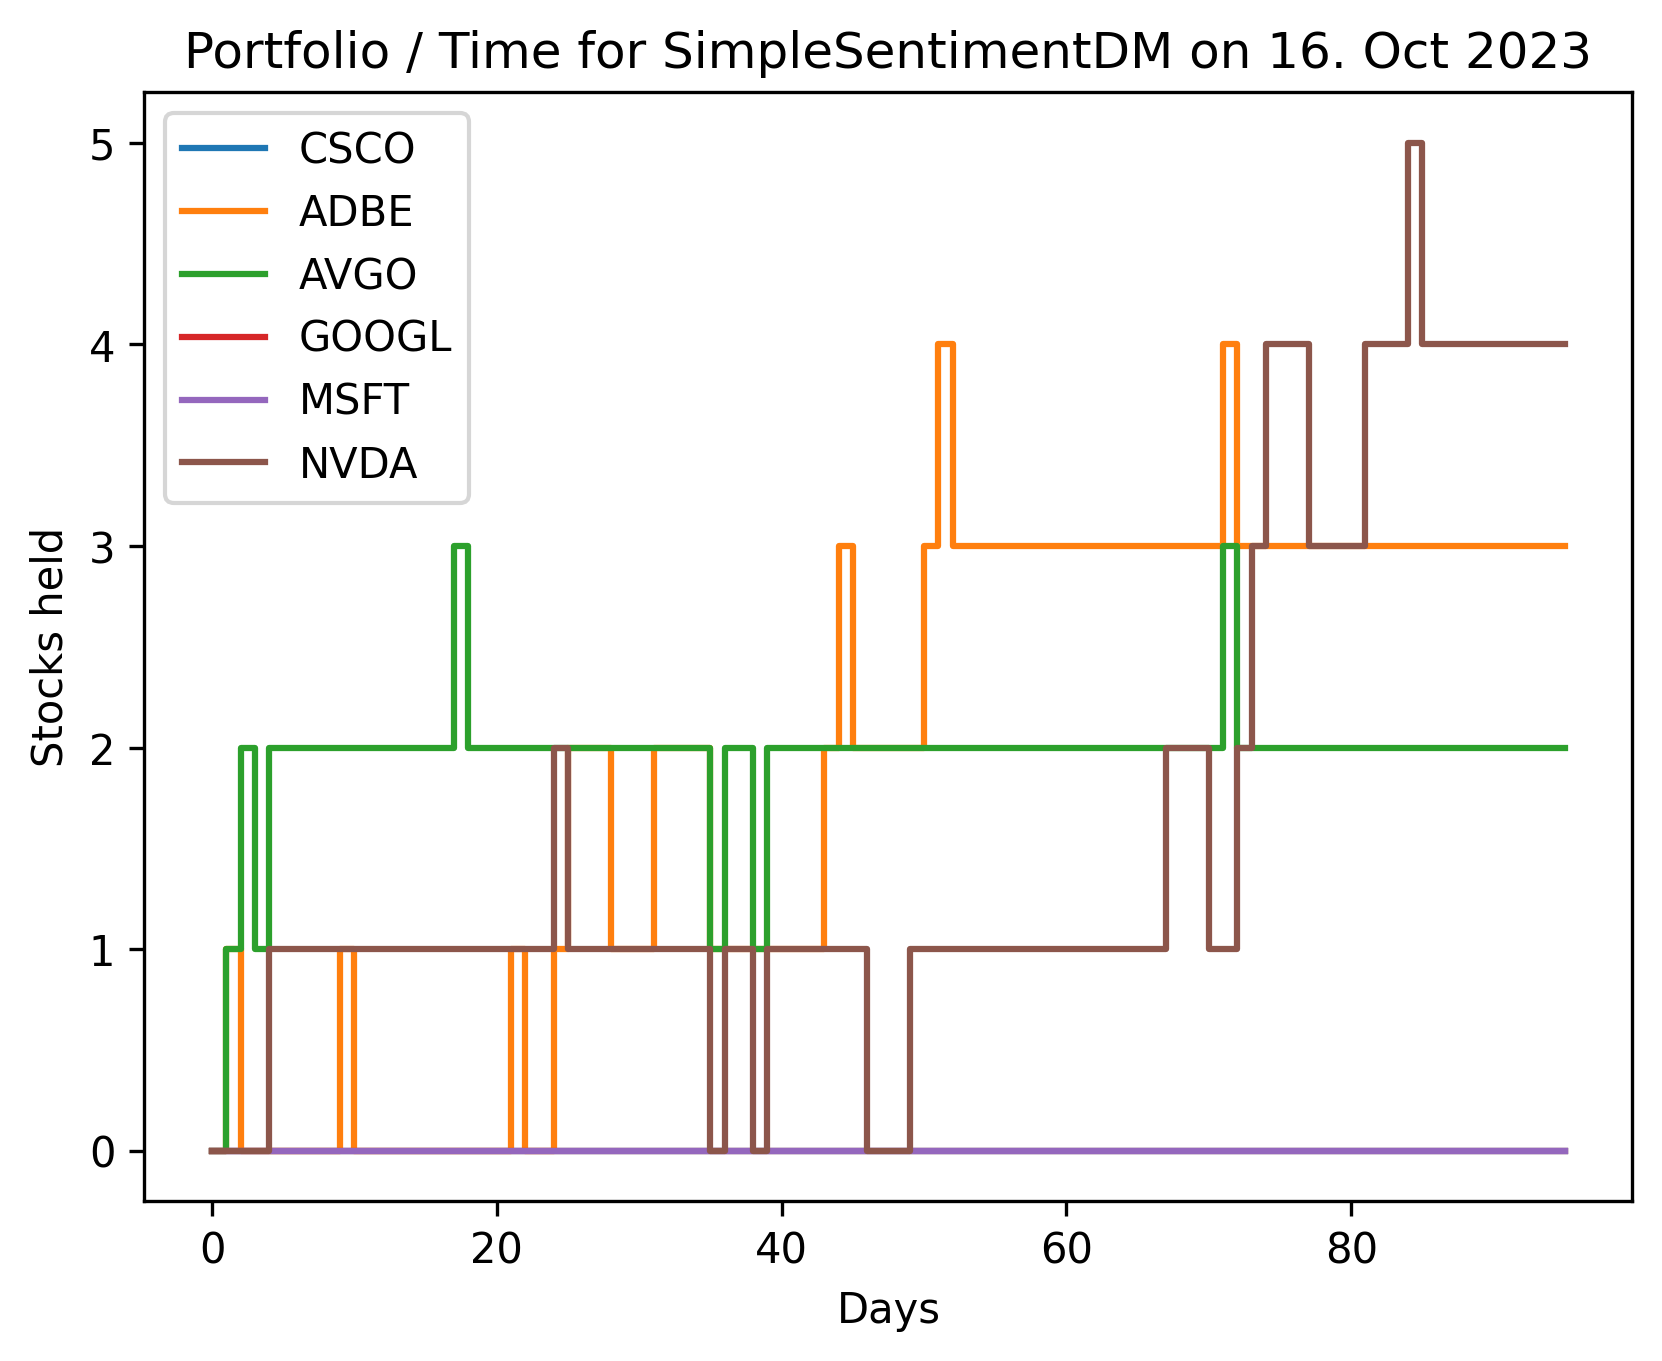 Portfolio / Time for SimpleSentimentDM on 16. Oct 2023
CSCO
ADBE
AVGO
GOOGL
MSFT
NVDA
5
4
3
2
1
0
Stocks held
0 20 40 60 80
Days